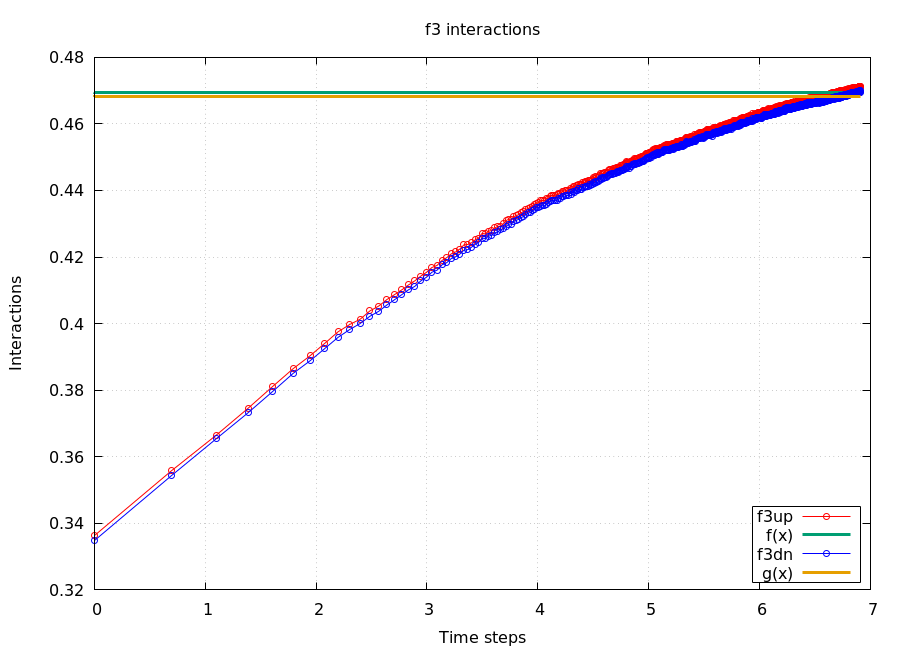 f3 interactions
0.48
0.46
0.44
0.42
0.4
0.38
0.36
0.34
0.32
Interactions
0 1 2 3 4 5 6 7
Time steps
f3up
f(x)
f3dn
g(x)